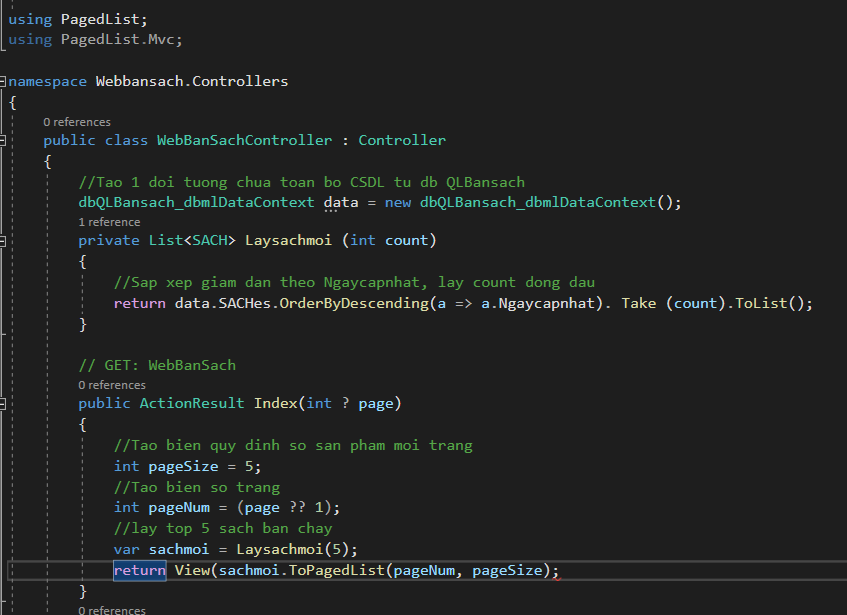 using PagedList;
using PagedList.Mvc;
namespace Webbansach.Controllers
{
0 references
public class WebBanSachController : Controller
{
//Tao 1 doi tuong chua toan bo CSDL tu db QLBansach
dbQLBansach_dbmlDataContext data = new dbQLBansach_dbmlDataContext();
1 reference
private List<SACH> Laysachmoi (int count)
{
//Sap xep giam dan theo Ngaycapnhat, lay count dong dau
return data.SACHes.OrderByDescending(a => a.Ngaycapnhat). Take (count).ToList();
}
// GET: WebBanSach
0 references
public ActionResult Index(int ? page)
{
//Tao bien quy dinh so san pham moi trang
int pageSize = 5;
//Tao bien so trang
int pageNum = (page ?? 1);
//lay top 5 sach ban chay
var sachmoi = Laysachmoi(5);
return View(sachmoi.ToPagedList(pageNum, pageSize);
}
0 references